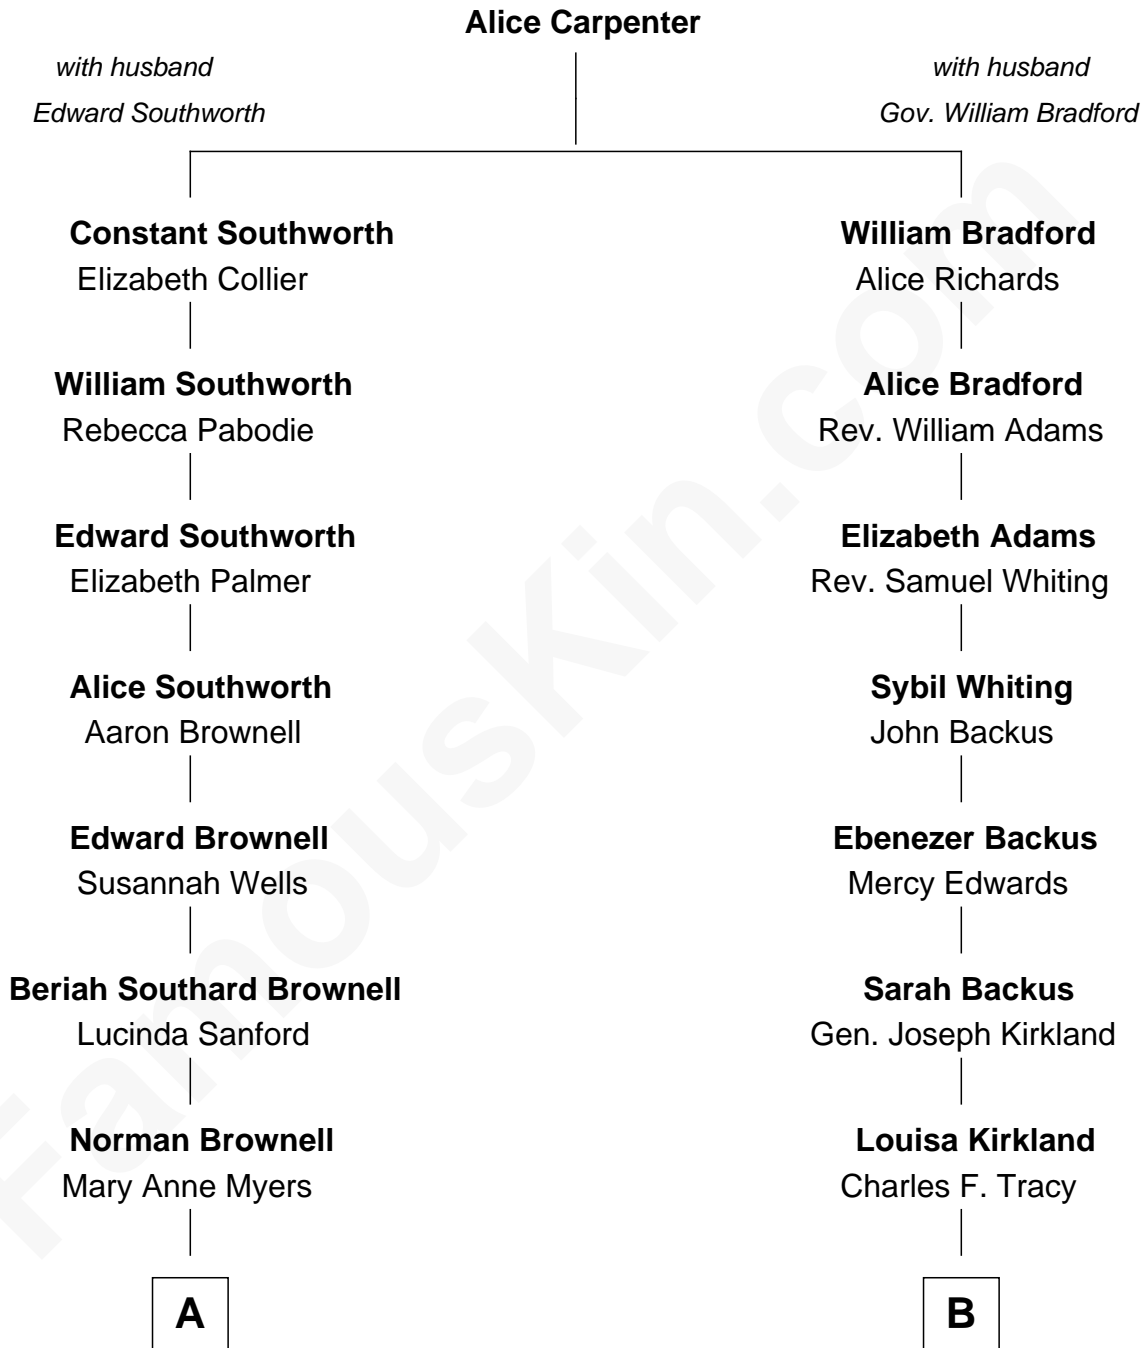 Alice Carpenter
with husband
Edward Southworth
with husband
Gov. William Bradford
Constant Southworth
Elizabeth Collier
William Southworth
Rebecca Pabodie
Edward Southworth
Elizabeth Palmer
Alice Southworth
Aaron Brownell
Edward Brownell
Susannah Wells
Beriah Southard Brownell
Lucinda Sanford
Norman Brownell
Mary Anne Myers
A
William Bradford
Alice Richards
Alice Bradford
Rev. William Adams
Elizabeth Adams
Rev. Samuel Whiting
Sybil Whiting
John Backus
Ebenezer Backus
Mercy Edwards
Sarah Backus
Gen. Joseph Kirkland
Louisa Kirkland
Charles F. Tracy
B
FamousKin.com